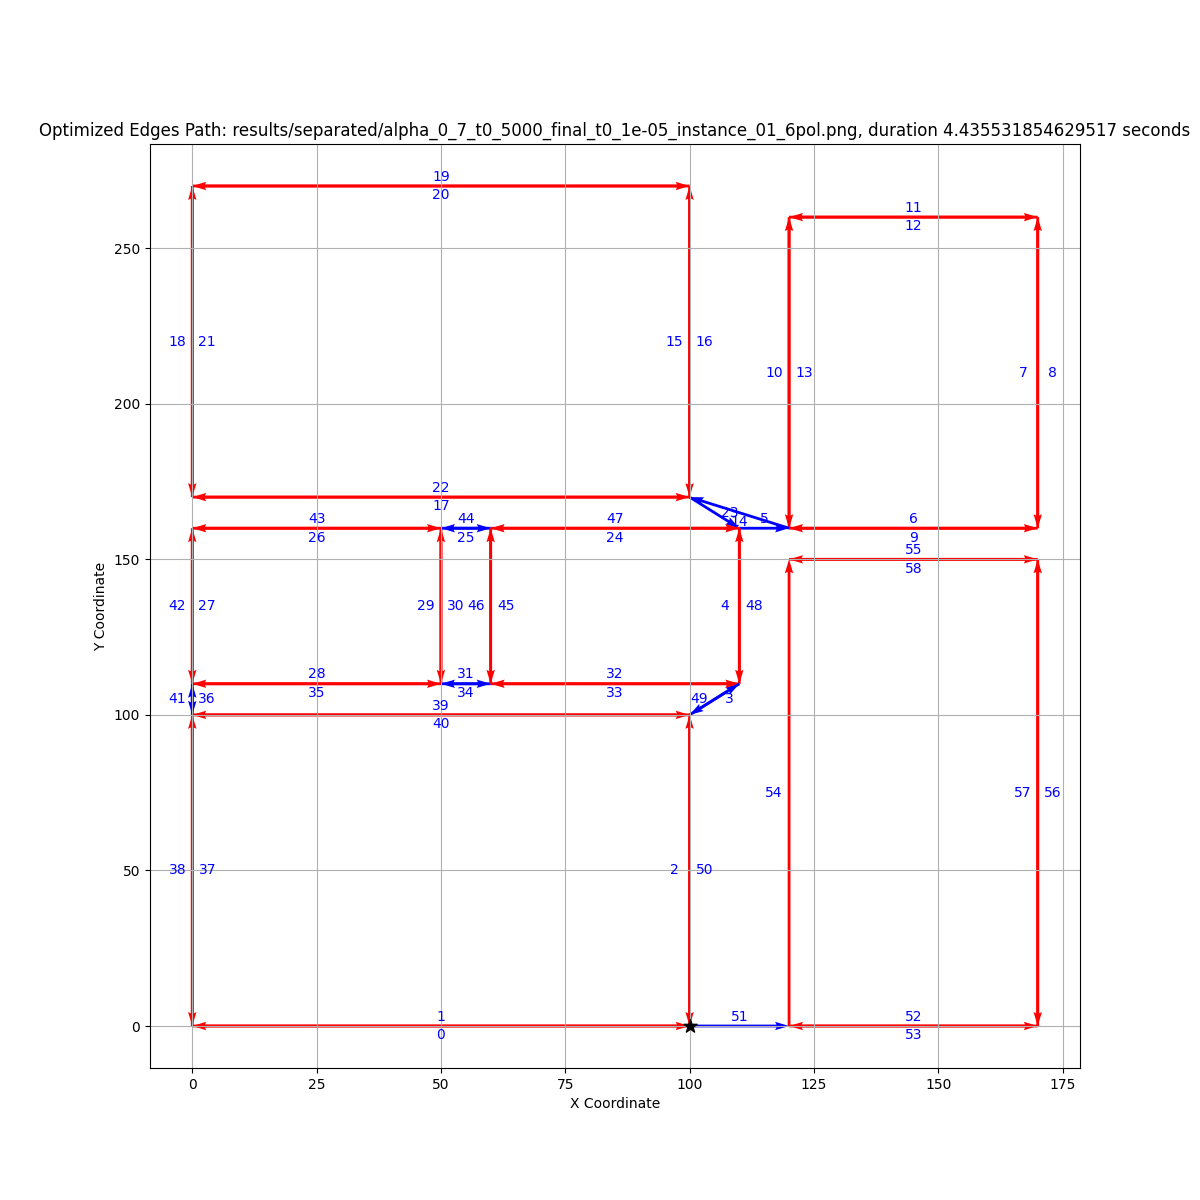 Optimized Edges Path: results/separated/alpha_0_7_t0_5000_final_t0_1e-05_instance_01_6pol.png, duration 4.435531854629517 seconds
19
20
11
12
250
18 21 15 16
10 13 7 8
200
22
17
43 44 47 23 14 5 6
26 25 24 9
55
150
58
42 27 29 30 46 45 4 48
28 31 32
35 34 33
41 36 39 49 3
100
40
54 57 56
50
38 37 2 50
1 51 52
0
0 53
0 25 50 75 100 125 150 175
X Coordinate
Y Coordinate